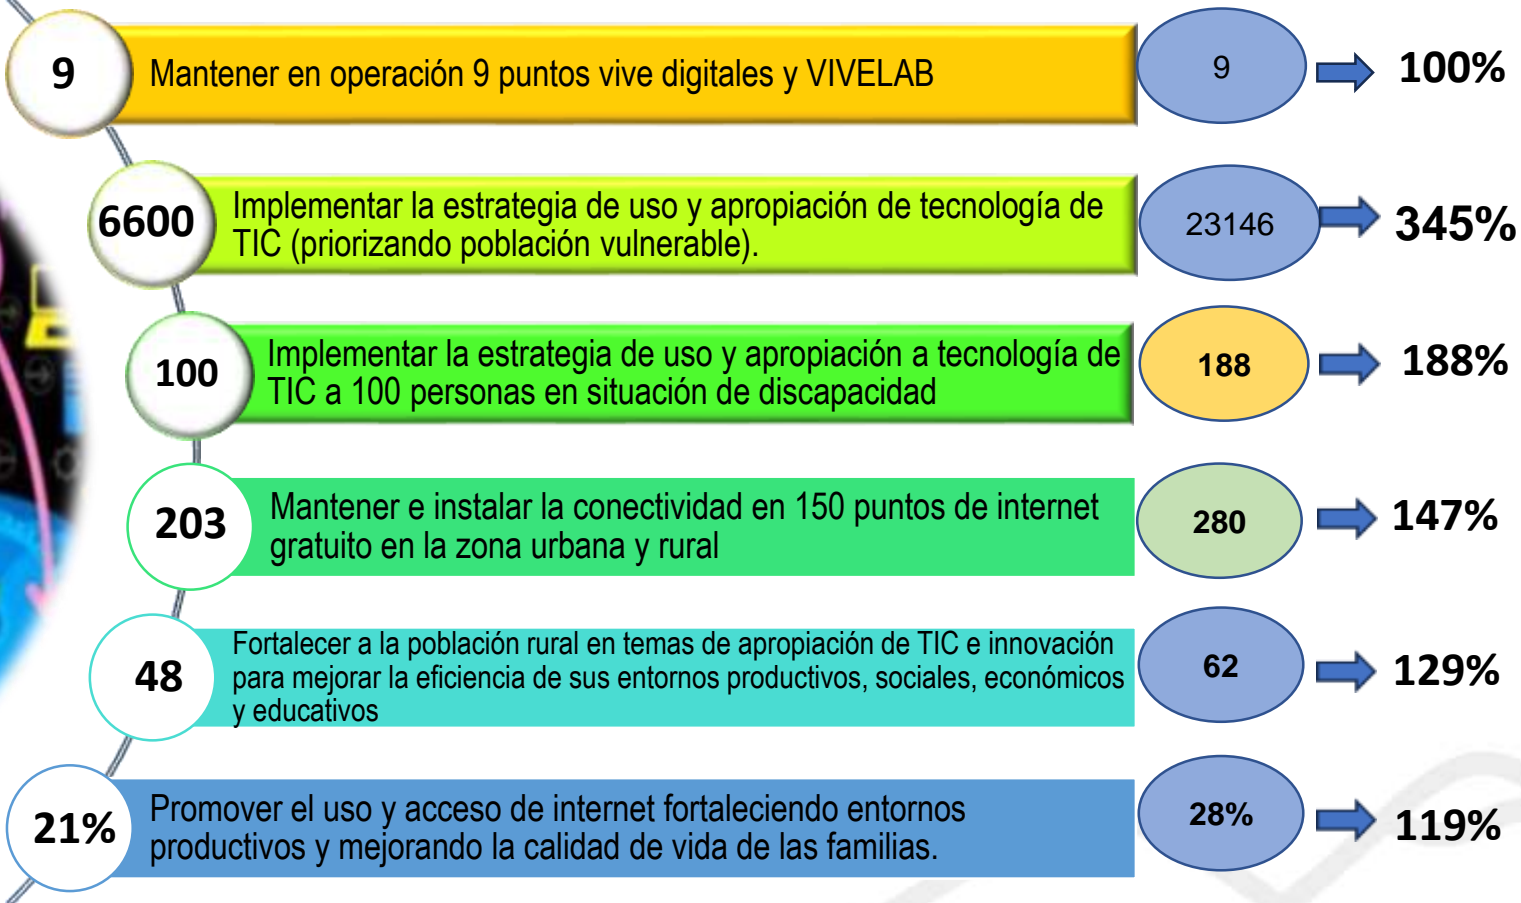 9
Mantener en operación 9 puntos vive digitales y VIVELAB
9
100%
6600
Implementar la estrategia de uso y apropiación de tecnología de
TIC (priorizando población vulnerable).
23146
345%
100
Implementar la estrategia de uso y apropiación a tecnología de
TIC a 100 personas en situación de discapacidad
188
188%
203
Mantener e instalar la conectividad en 150 puntos de internet
gratuito en la zona urbana y rural
280
147%
48
Fortalecer a la población rural en temas de apropiación de TIC e innovación
para mejorar la eficiencia de sus entornos productivos, sociales, económicos
y educativos
62
129%
21%
Promover el uso y acceso de internet fortaleciendo entornos
productivos y mejorando la calidad de vida de las familias.
28%
119%